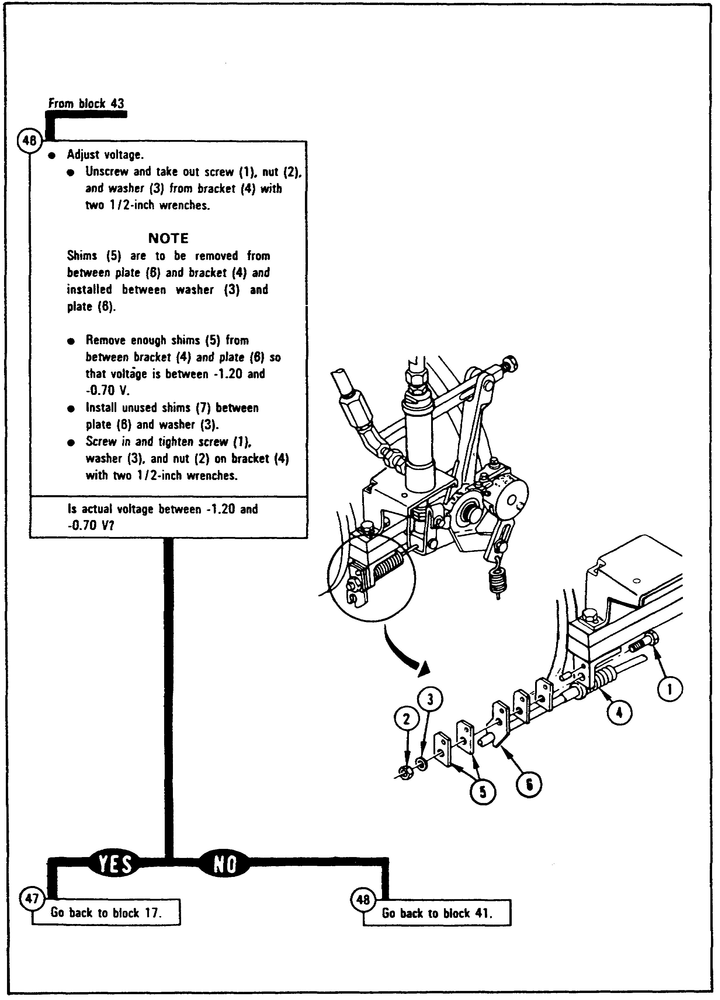 From block 43
46
● Adjust voltage.
● Unscrew and take out screw (1), nut (2),
and washer (3) from bracket (4) with
two 1/2-inch wrenches.
NOTE
Shims (5) are to be removed from
between plate (6) and bracket (4) and
installed between washer (3) and
plate (6).
● Remove enough shims (5) from
between bracket (4) and plate (6) so
that voltage is between -1.20 and
-0.70 V.
● Install unused shims (7) between
plate (6) and washer (3).
● Screw in and tighten screw (1),
washer (3), and nut (2) on bracket (4)
with two 1/2-inch wrenches.
Is actual voltage between -1.20 and
-0.70 V?
1
3
4
2
6
5
YES NO
47
Go back to block 17.
48
Go back to block 41.